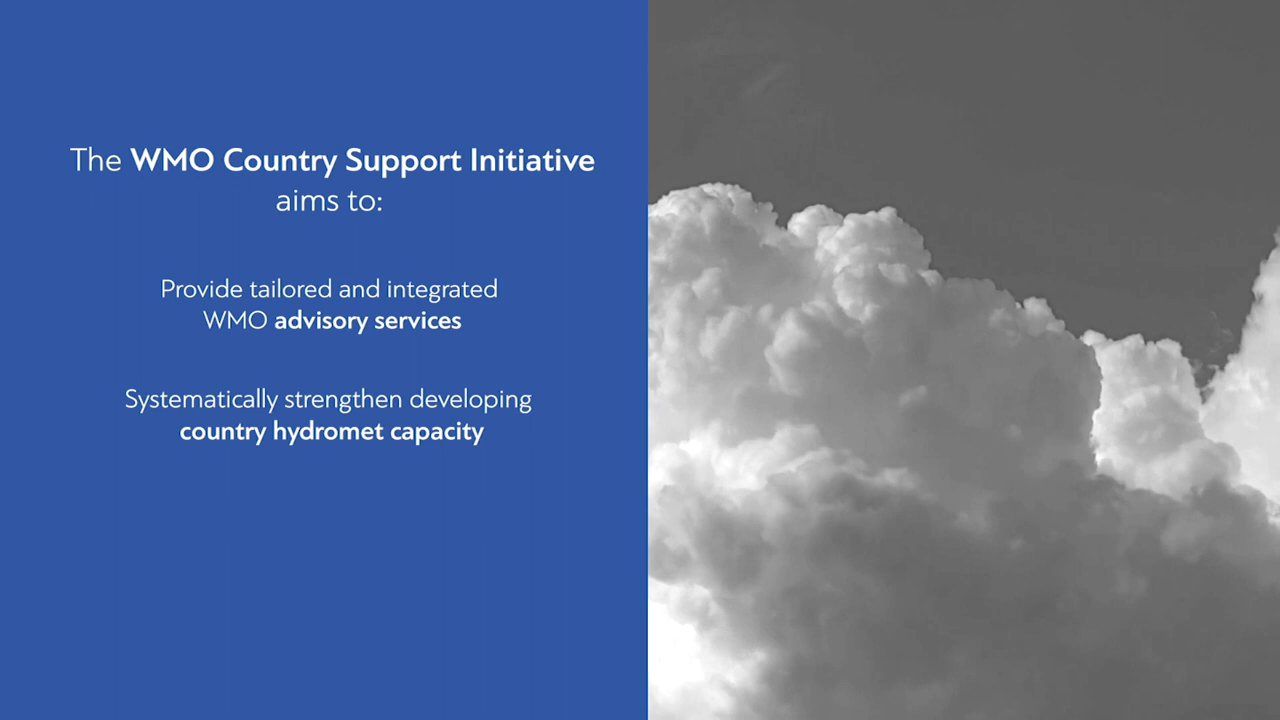 The WMO Country Support Initiative
aims to:
Provide tailored and integrated
WMO advisory services
Systematically strengthen developing
country hydromet capacity